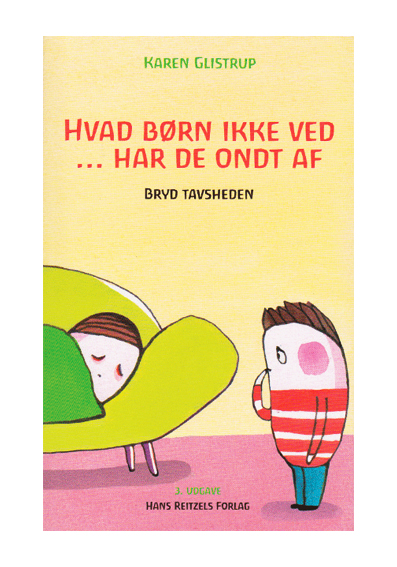 KAREN GLISTRUP
HVAD BØRN IKKE VED
... HAR DE ONDT AF
BRYD TAVSHEDEN
3. UDGAVE
HANS REITZELS FORLAG